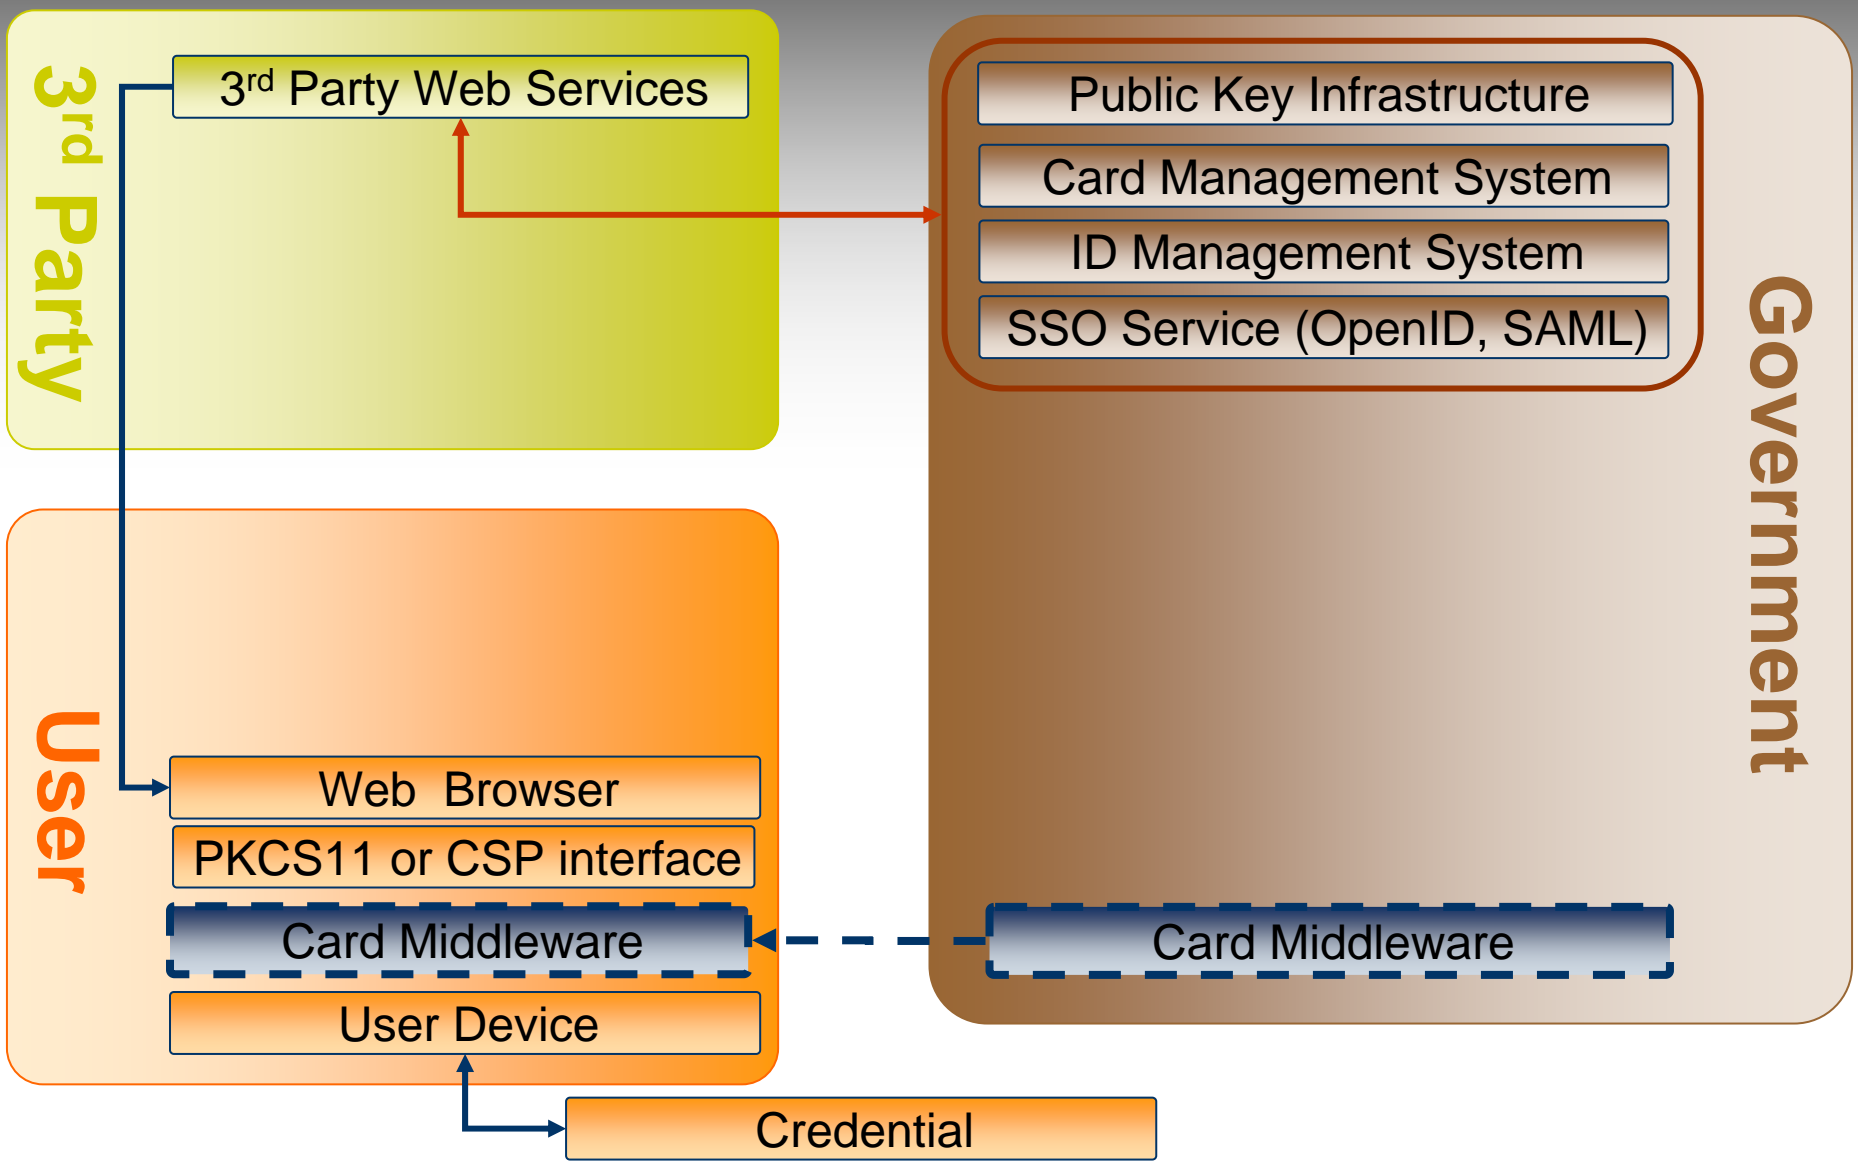 3rd Party
3rd Party Web Services
Public Key Infrastructure
Card Management System
ID Management System
SSO Service (OpenID, SAML)
Government
User
Web Browser
PKCS11 or CSP interface
Card Middleware
Card Middleware
User Device
Credential